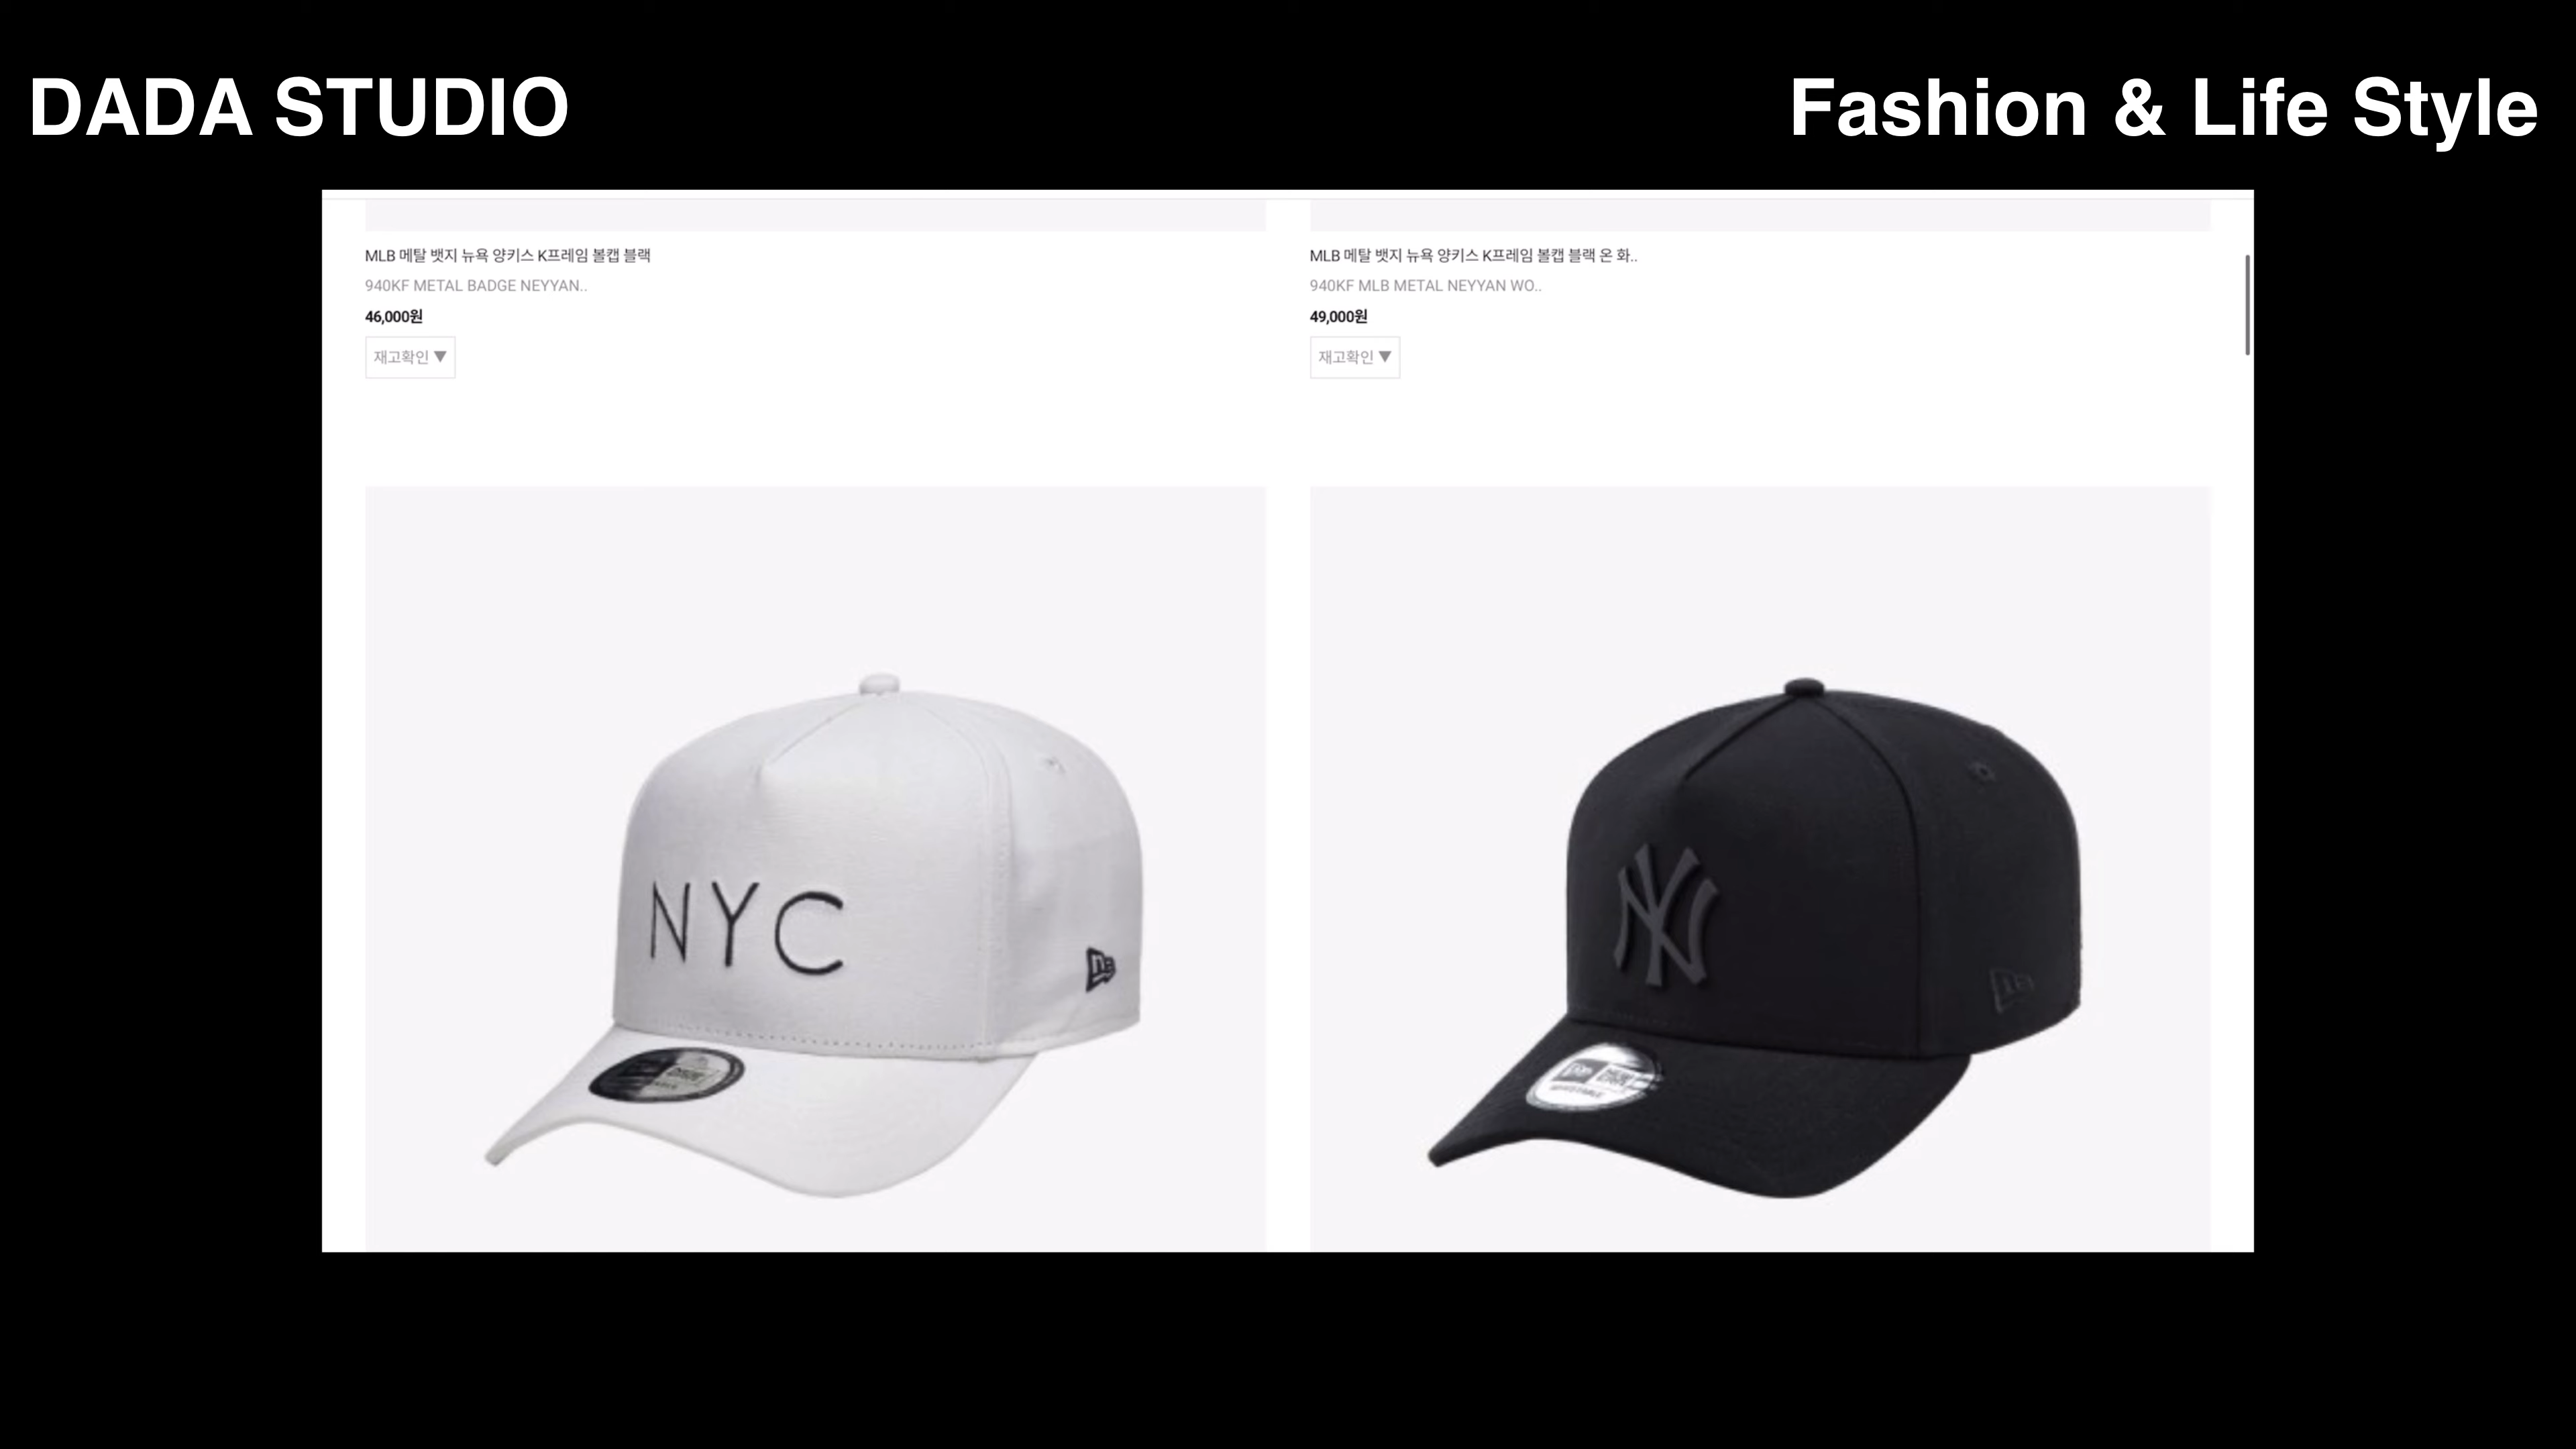 DADA STUDIO
Fashion & Life Style
MLB 메탈 뱃지 뉴욕 양키스 K프레임 볼캡 블랙
940KF METAL BADGE NEYYAN..
46,000원
재고확인 ▼
MLB 메탈 뱃지 뉴욕 양키스 K프레임 볼캡 블랙 온 화..
940KF MLB METAL NEYYAN WO..
49,000원
재고확인 ▼
NYC
NY